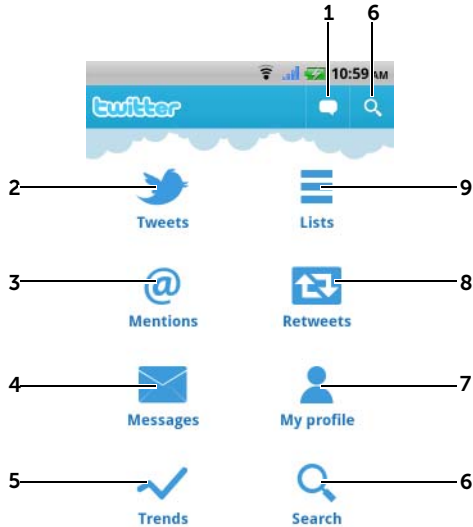 1 6
10:59 AM
twitter
2 9
Tweets Lists
3 @ 8
Mentions Retweets
4 7
Messages My profile
5 6
Trends Search